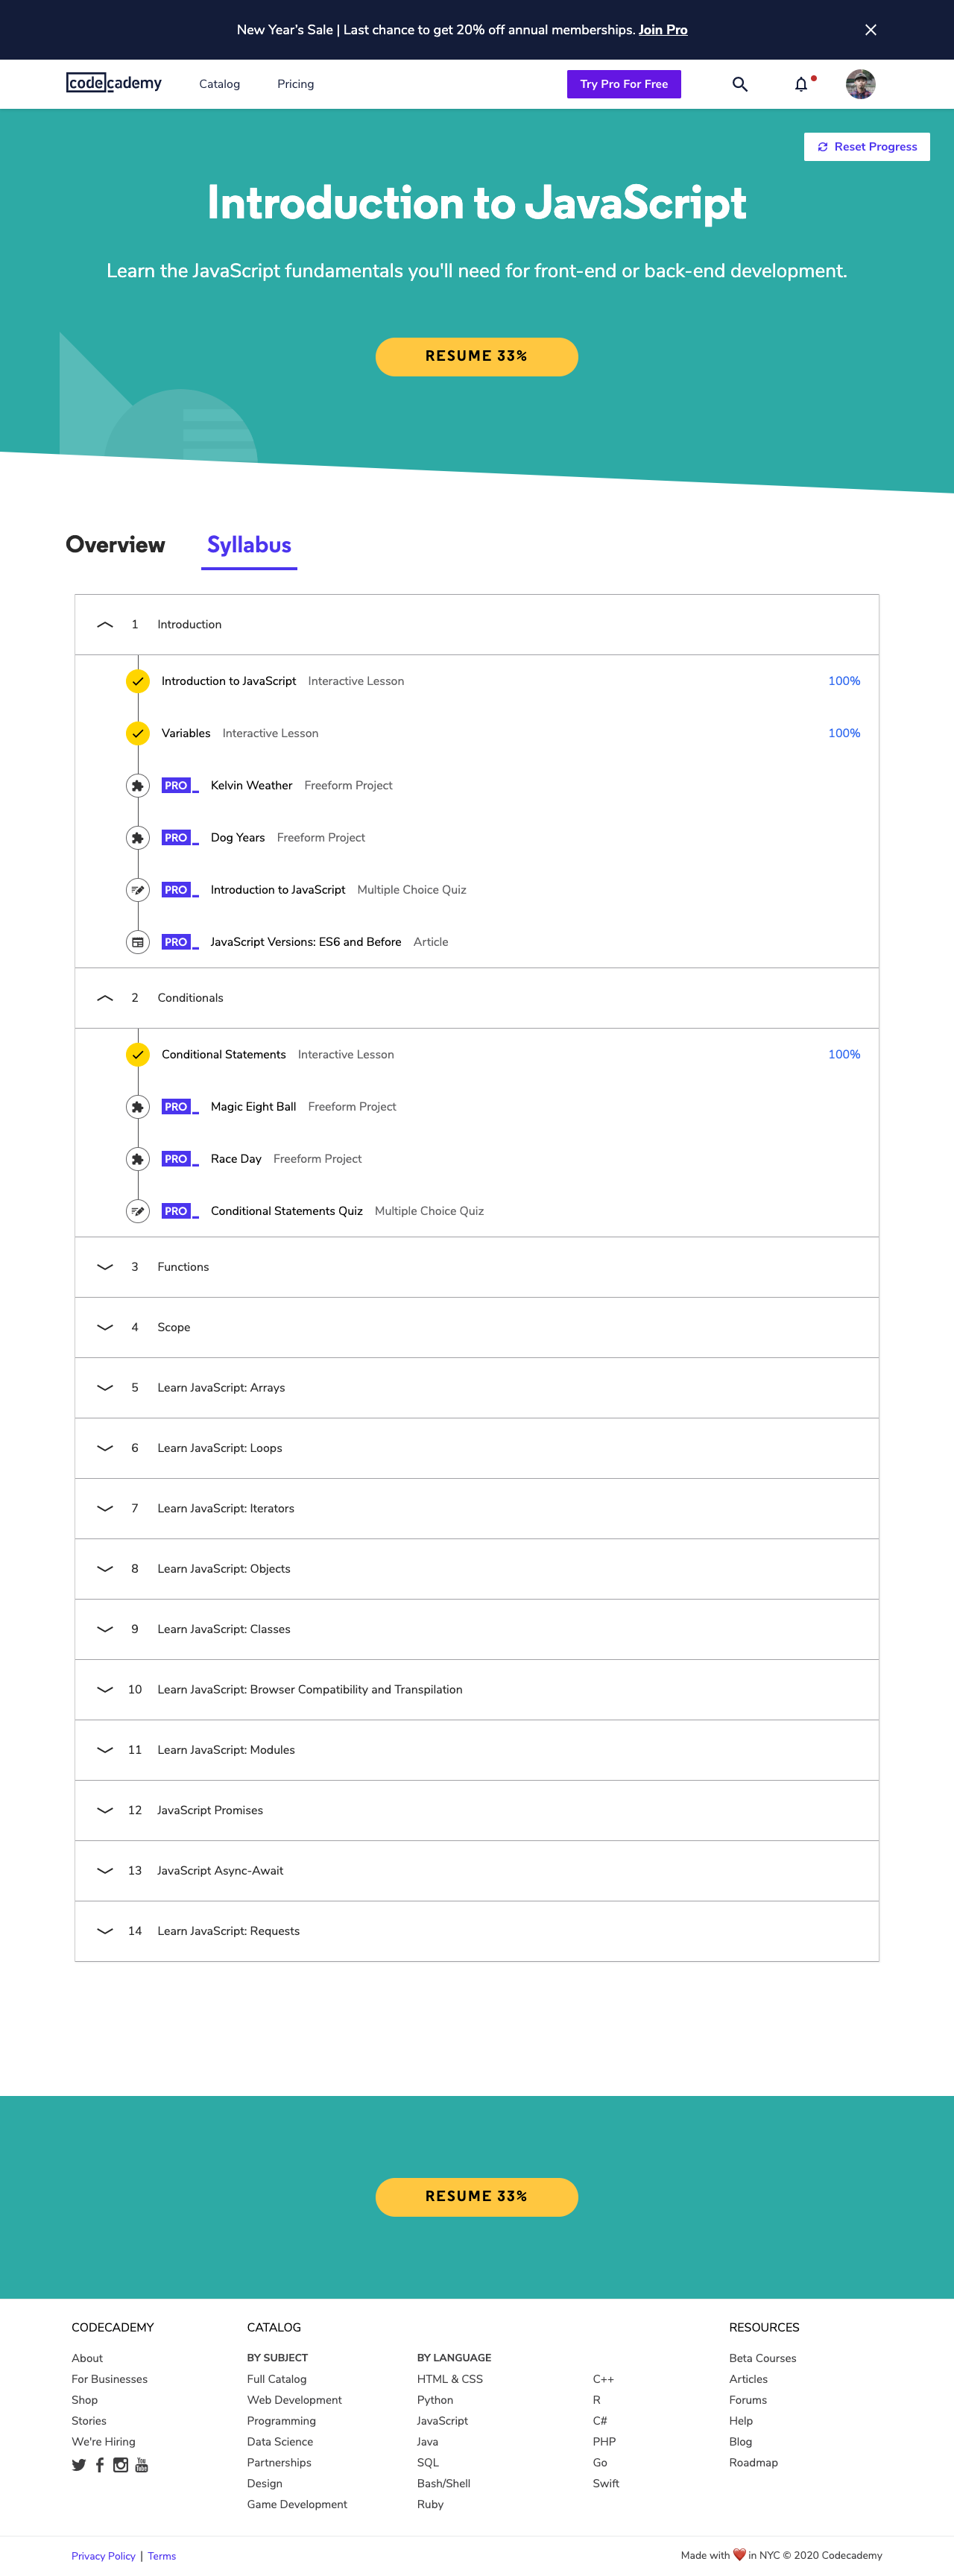 New Year's Sale | Last chance to get 20% off annual memberships. Join Pro
codecademy Catalog Pricing Try Pro For Free
Reset Progress
Introduction to JavaScript
Learn the JavaScript fundamentals you'll need for front-end or back-end development.
RESUME 33%
Overview Syllabus
1 Introduction
Introduction to JavaScript Interactive Lesson 100%
Variables Interactive Lesson 100%
PRO Kelvin Weather Freeform Project
PRO Dog Years Freeform Project
PRO Introduction to JavaScript Multiple Choice Quiz
PRO JavaScript Versions: ES6 and Before Article
2 Conditionals
Conditional Statements Interactive Lesson 100%
PRO Magic Eight Ball Freeform Project
PRO Race Day Freeform Project
PRO Conditional Statements Quiz Multiple Choice Quiz
3 Functions
4 Scope
5 Learn JavaScript: Arrays
6 Learn JavaScript: Loops
7 Learn JavaScript: Iterators
8 Learn JavaScript: Objects
9 Learn JavaScript: Classes
10 Learn JavaScript: Browser Compatibility and Transpilation
11 Learn JavaScript: Modules
12 JavaScript Promises
13 JavaScript Async-Await
14 Learn JavaScript: Requests
RESUME 33%
CODECADEMY
About
For Businesses
Shop
Stories
We're Hiring
You Tube
CATALOG
BY SUBJECT
Full Catalog
Web Development
Programming
Data Science
Partnerships
Design
Game Development
BY LANGUAGE
HTML & CSS
Python
JavaScript
Java
SQL
Bash/Shell
Ruby
C++
R
C#
PHP
Go
Swift
RESOURCES
Beta Courses
Articles
Forums
Help
Blog
Roadmap
Privacy Policy | Terms
Made with ❤️ in NYC © 2020 Codecademy